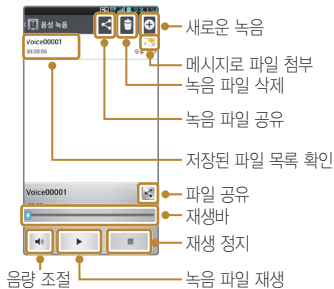 음성 녹음
새로운 녹음
Voice00001
00:00:06
메시지로 파일 첨부
녹음 파일 삭제
녹음 파일 공유
저장된 파일 목록 확인
Voice00001
파일 공유
재생바
재생 정지
음량 조절
녹음 파일 재생